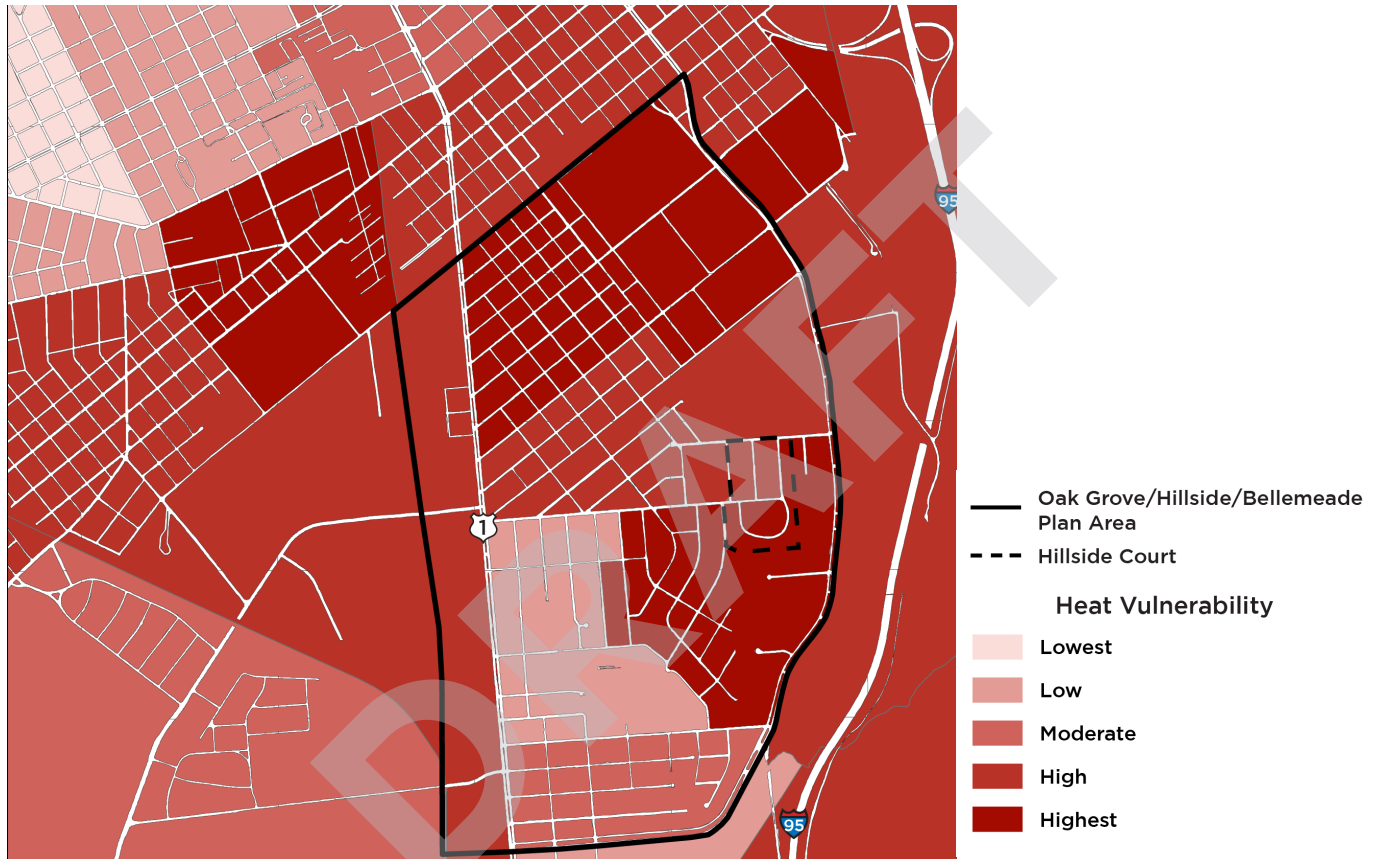 95
1
95
DRAFT
Oak Grove/Hillside/Bellemeade
Plan Area
Hillside Court
Heat Vulnerability
Lowest
Low
Moderate
High
Highest